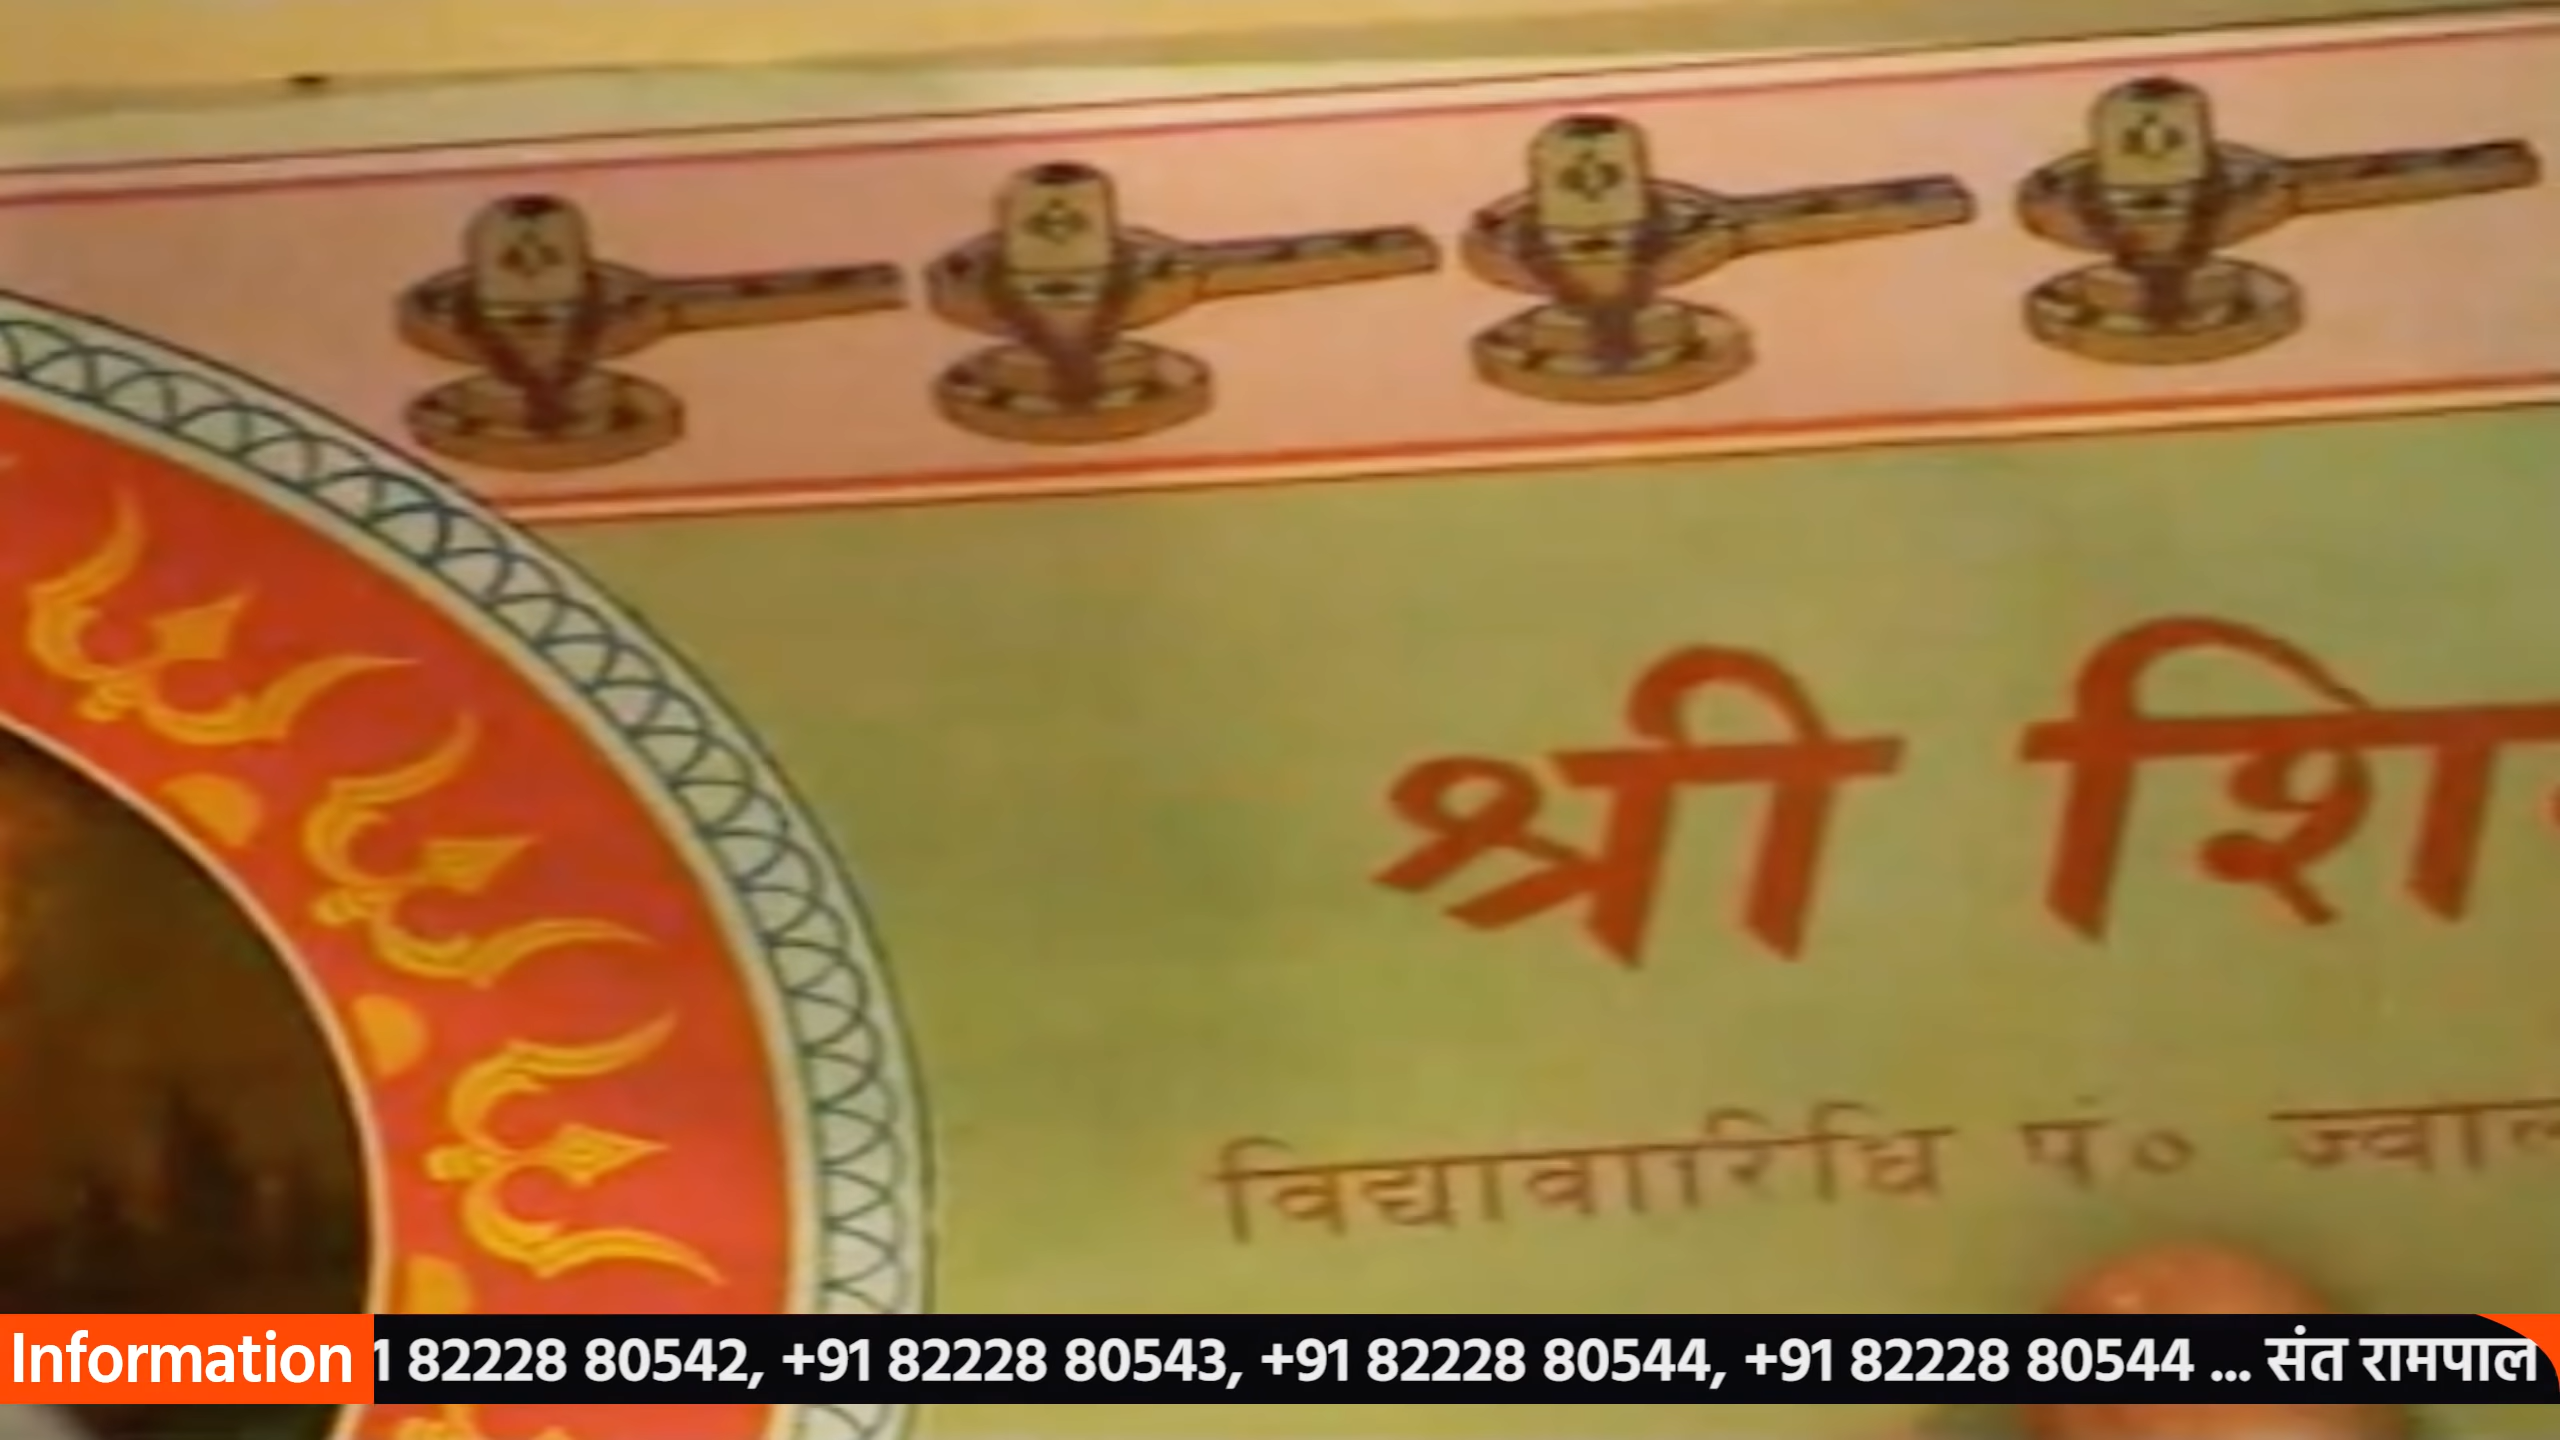 श्री
विद्यावारिधि पं०
Information
1 82228 80542, +91 82228 80543, +91 82228 80544, +91 82228 80544 ... संत रामपाल